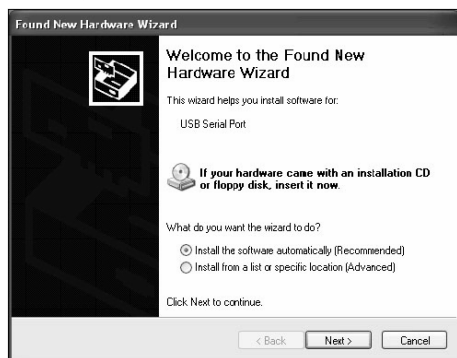 Found New Hardware Wizard
Welcome to the Found New
Hardware Wizard
This wizard helps you install software for:
USB Serial Port
If your hardware came with an installation CD
or floppy disk, insert it now.
What do you want the wizard to do?
Install the software automatically (Recommended)
Install from a list or specific location (Advanced)
Click Next to continue.
< Back
Next >
Cancel